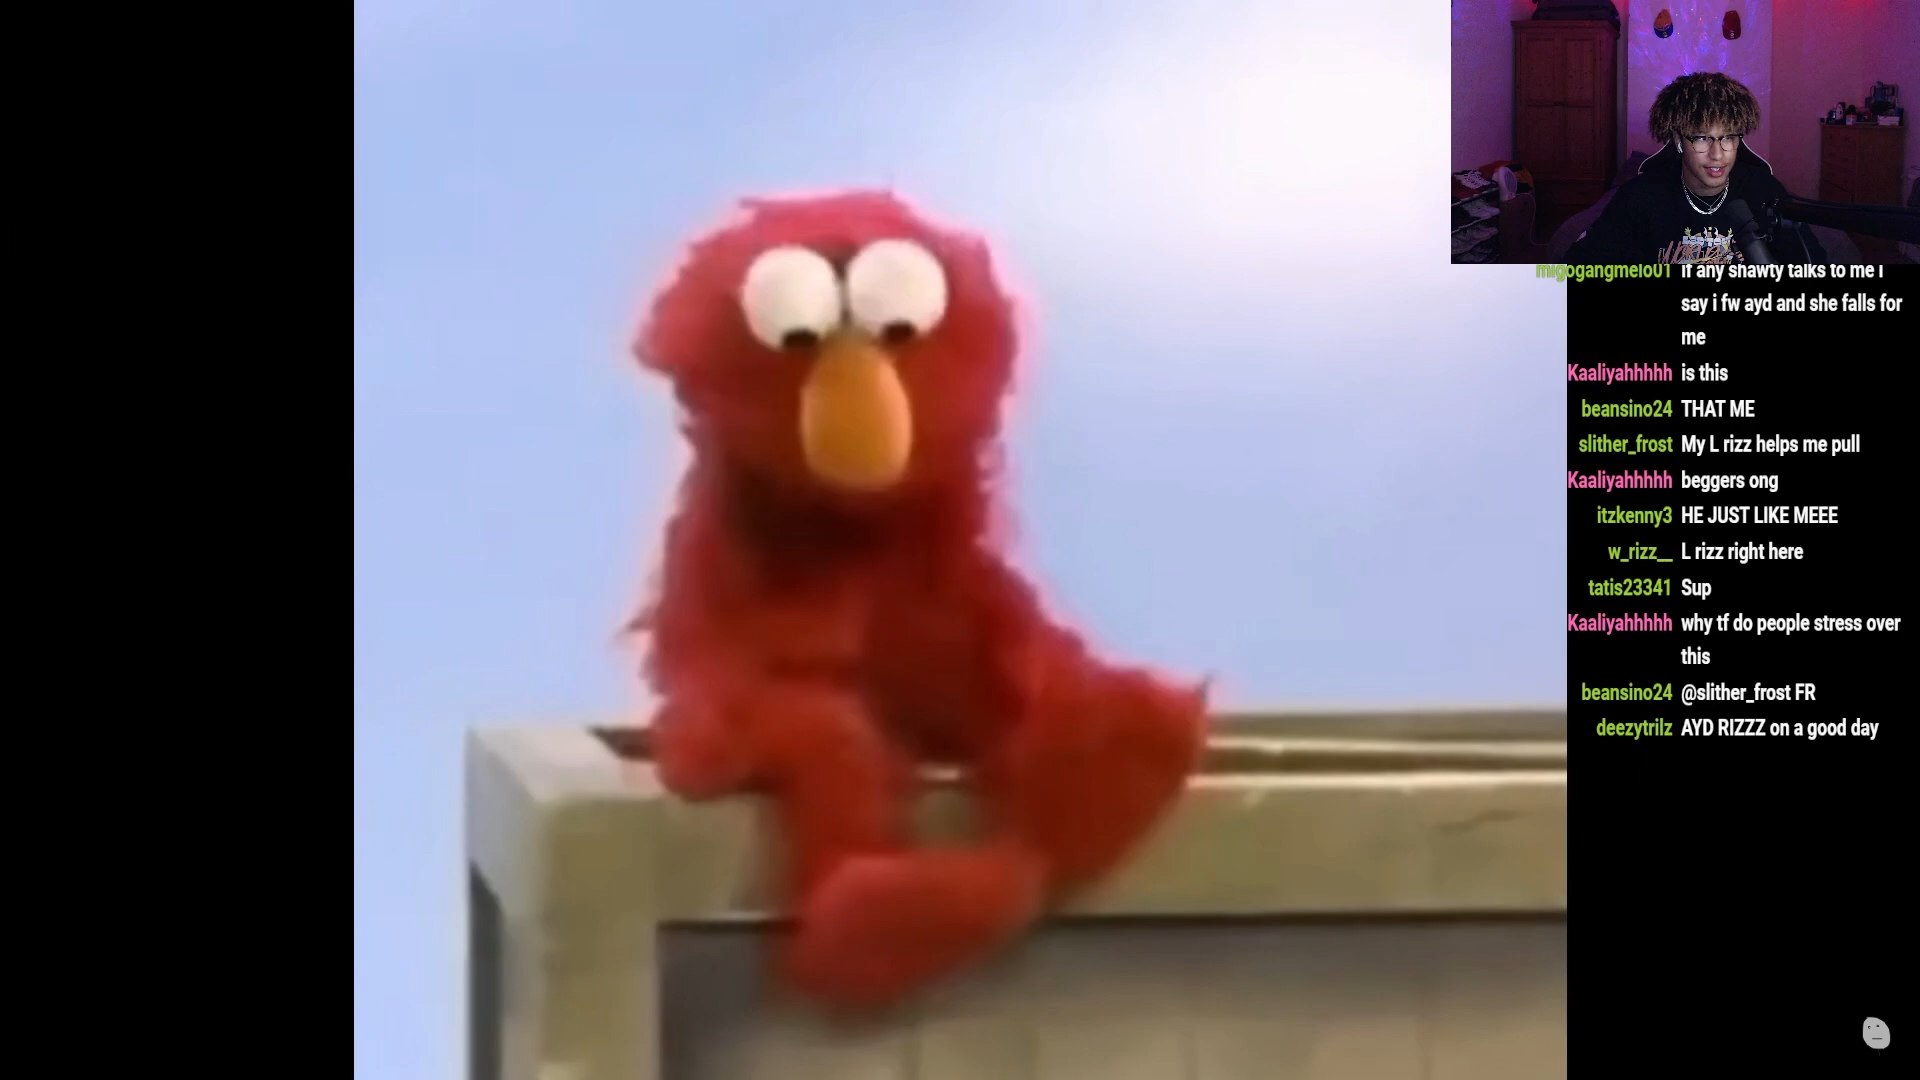 migogangmelo01 if any shawty talks to me i
say i fw ayd and she falls for
me
Kaaliyahhhhh is this
beansino24 THAT ME
slither_frost My L rizz helps me pull
Kaaliyahhhhh beggers ong
itzkenny3 HE JUST LIKE MEEE
w_rizz__ L rizz right here
tatis23341 Sup
Kaaliyahhhhh why tf do people stress over
this
beansino24 @slither_frost FR
deezytrilz AYD RIZZZ on a good day